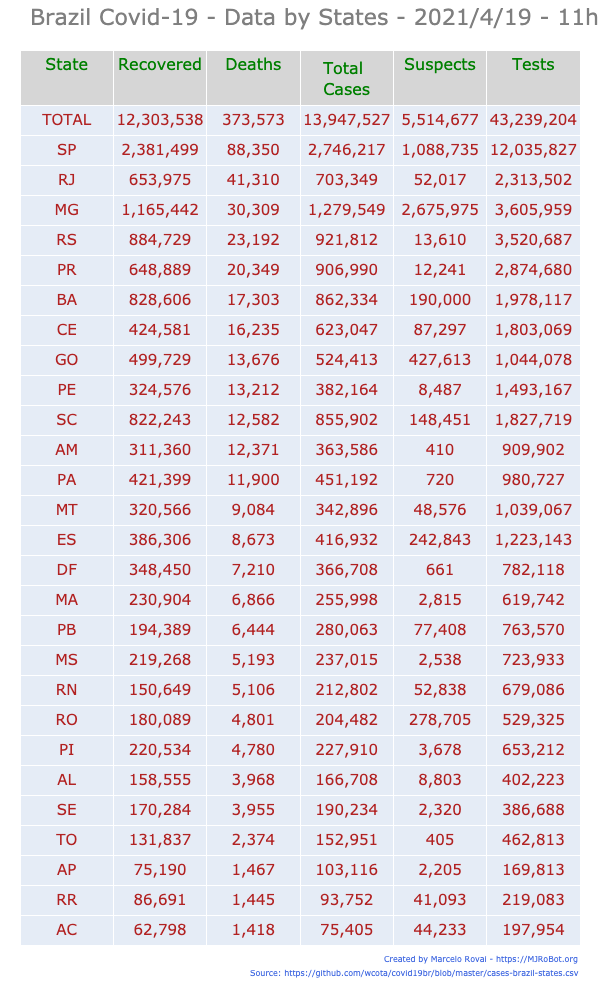 Brazil Covid-19 - Data by States - 2021/4/19 - 11h
State Recovered Deaths Total Cases Suspects Tests
TOTAL 12,303,538 373,573 13,947,527 5,514,677 43,239,204
SP 2,381,499 88,350 2,746,217 1,088,735 12,035,827
RJ 653,975 41,310 703,349 52,017 2,313,502
MG 1,165,442 30,309 1,279,549 2,675,975 3,605,959
RS 884,729 23,192 921,812 13,610 3,520,687
PR 648,889 20,349 906,990 12,241 2,874,680
BA 828,606 17,303 862,334 190,000 1,978,117
CE 424,581 16,235 623,047 87,297 1,803,069
GO 499,729 13,676 524,413 427,613 1,044,078
PE 324,576 13,212 382,164 8,487 1,493,167
SC 822,243 12,582 855,902 148,451 1,827,719
AM 311,360 12,371 363,586 410 909,902
PA 421,399 11,900 451,192 720 980,727
MT 320,566 9,084 342,896 48,576 1,039,067
ES 386,306 8,673 416,932 242,843 1,223,143
DF 348,450 7,210 366,708 661 782,118
MA 230,904 6,866 255,998 2,815 619,742
PB 194,389 6,444 280,063 77,408 763,570
MS 219,268 5,193 237,015 2,538 723,933
RN 150,649 5,106 212,802 52,838 679,086
RO 180,089 4,801 204,482 278,705 529,325
PI 220,534 4,780 227,910 3,678 653,212
AL 158,555 3,968 166,708 8,803 402,223
SE 170,284 3,955 190,234 2,320 386,688
TO 131,837 2,374 152,951 405 462,813
AP 75,190 1,467 103,116 2,205 169,813
RR 86,691 1,445 93,752 41,093 219,083
AC 62,798 1,418 75,405 44,233 197,954
Created by Marcelo Rovai - https://MJRoBot.org
Source: https://github.com/wcota/covid19br/blob/master/cases-brazil-states.csv